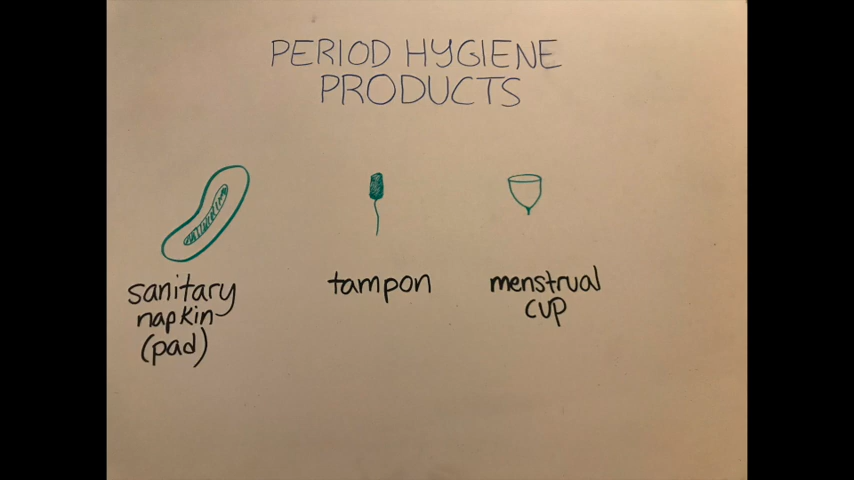 PERIOD HYGIENE
PRODUCTS
sanitary
napkin
(pad)
tampon
menstrual
cup